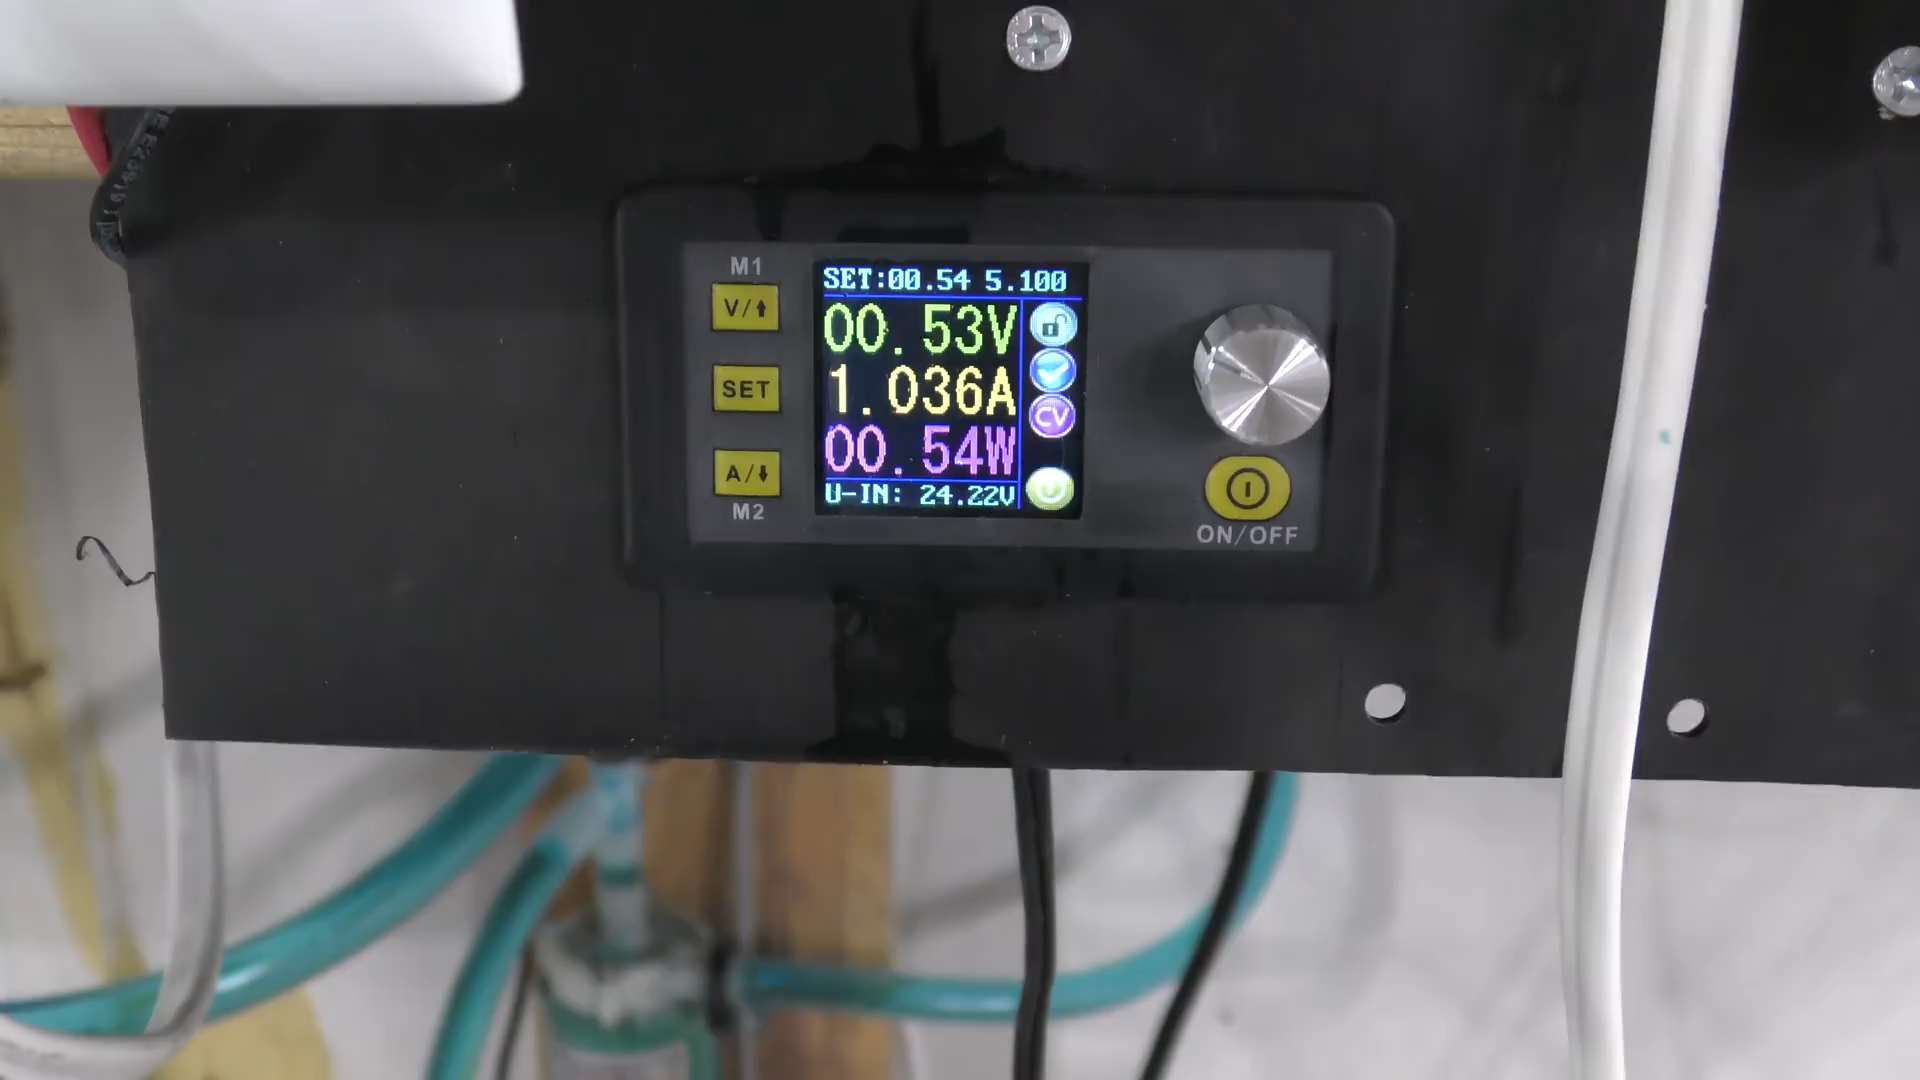 M1
V/⬆
SET
A/⬇
M2
SET:00.54 5.100
00.53V
1.036A
00.54W
U-IN: 24.22V
CV
ON/OFF